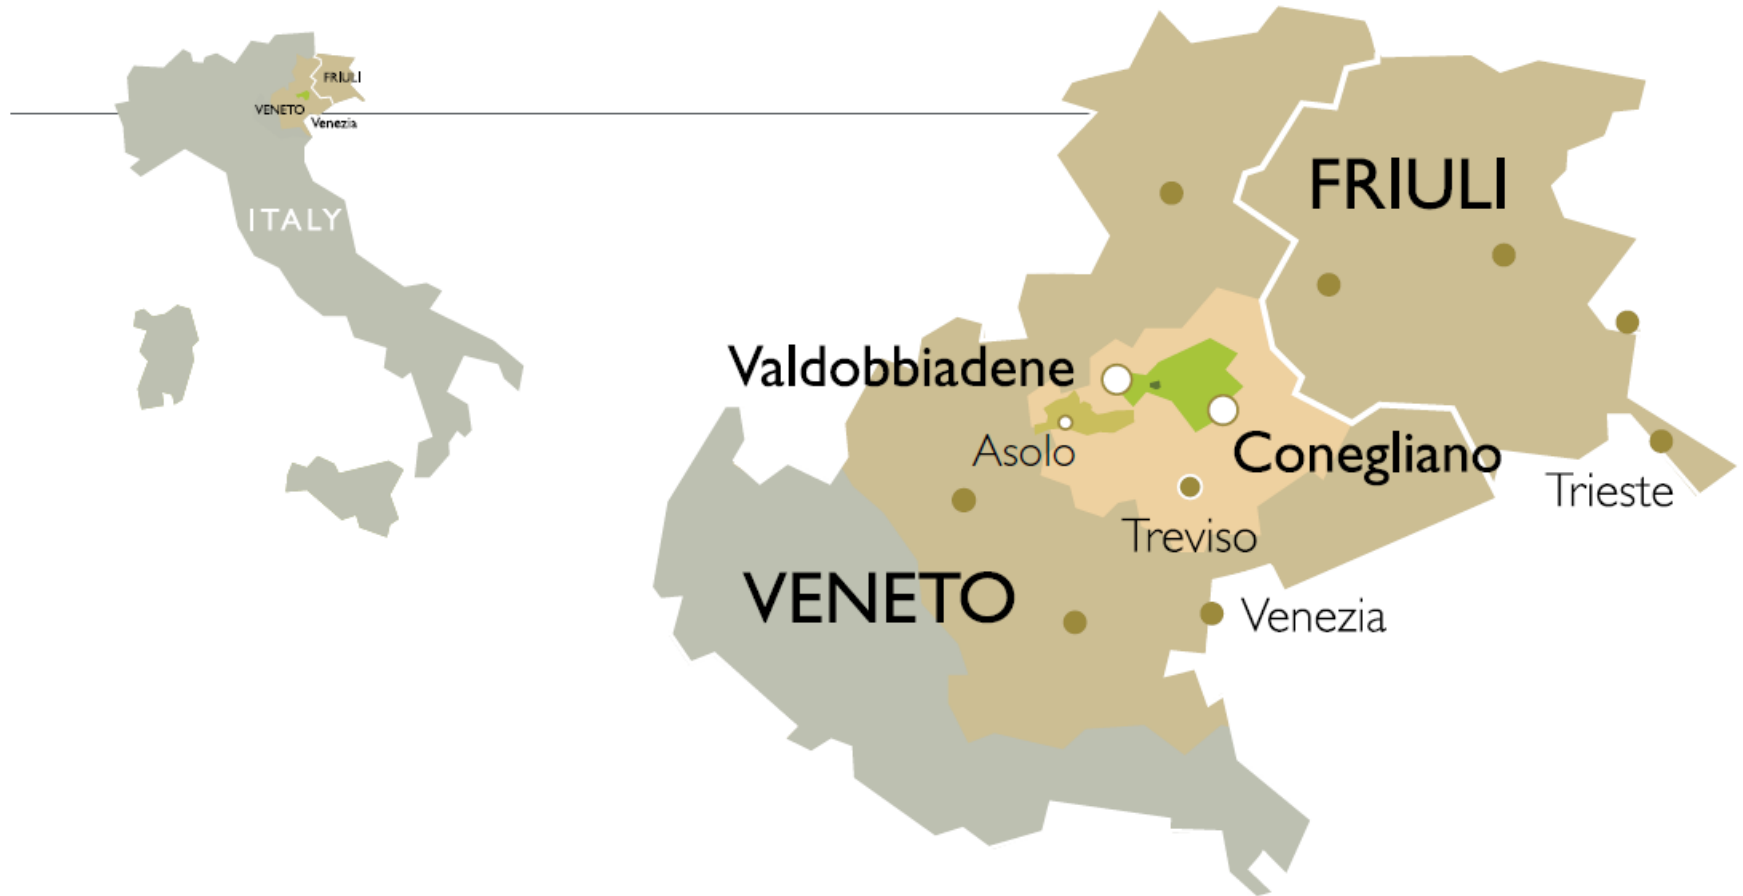 FRIULI
VENETO
Venezia
ITALY
FRIULI
Valdobbiadene
Asolo
Conegliano
Trieste
Treviso
VENETO
Venezia